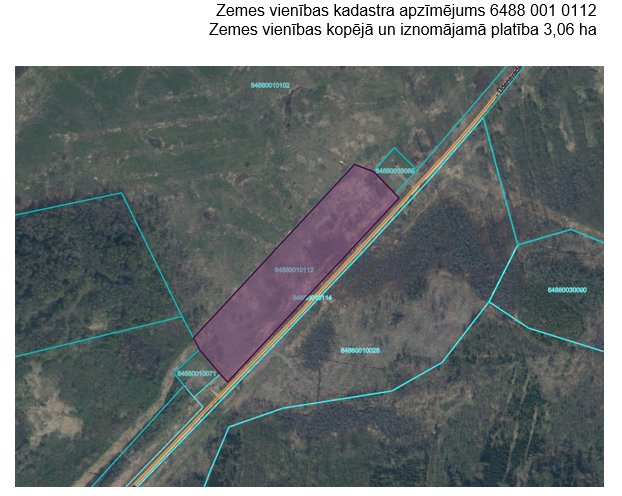 Zemes vienības kadastra apzīmējums 6488 001 0112
Zemes vienības kopējā un iznomājamā platība 3,06 ha
64880010102
64880010112
64880030090
64880010028
64880010071